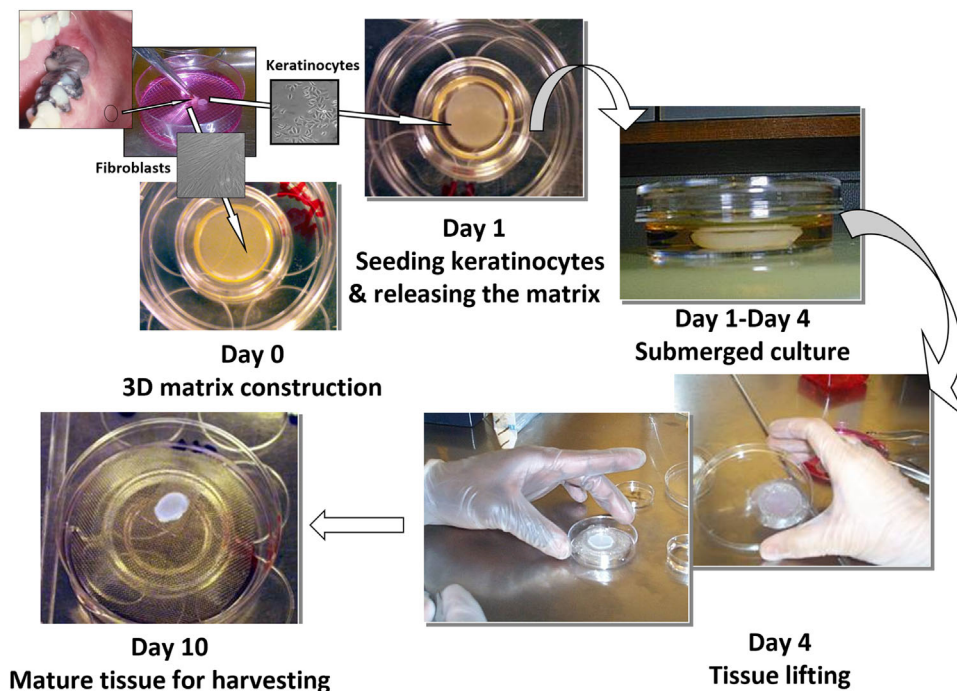 Keratinocytes
Fibroblasts
Day 0
3D matrix construction
Day 1
Seeding keratinocytes
& releasing the matrix
Day 1-Day 4
Submerged culture
Day 4
Tissue lifting
Day 10
Mature tissue for harvesting